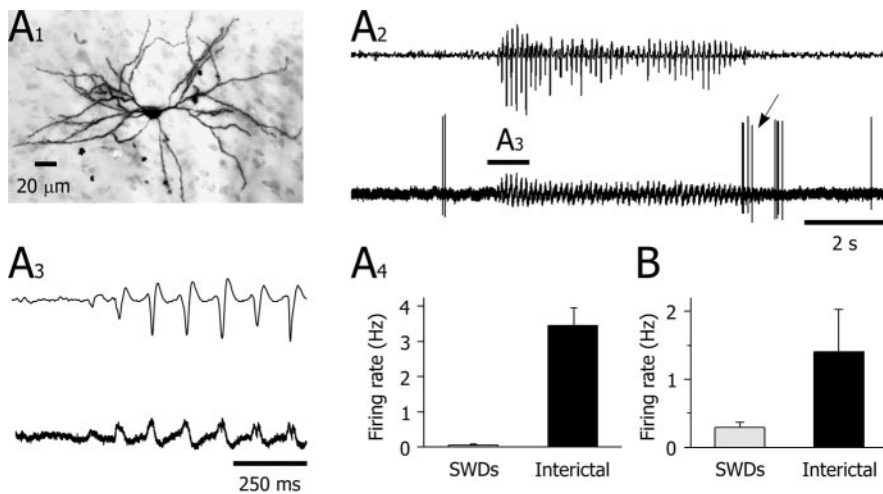 A1
20 µm
A2
A3
2 s
A3
250 ms
A4
Firing rate (Hz)
4
3
2
1
0
SWDs
Interictal
B
Firing rate (Hz)
2
1
0
SWDs
Interictal